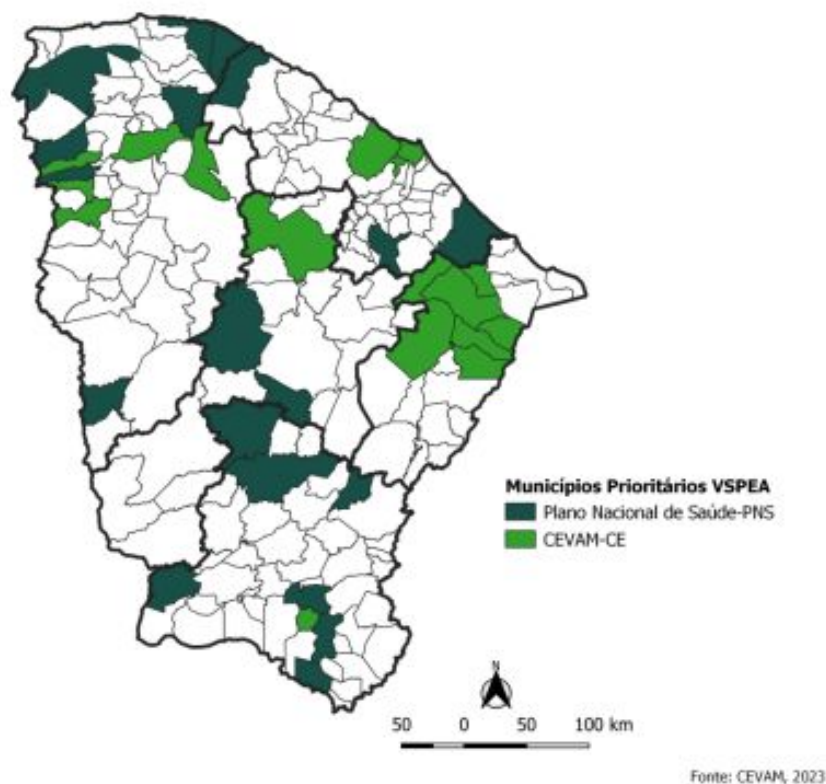 Municípios Prioritários VSPEA
Plano Nacional de Saúde-PNS
CEVAM-CE
N
50 0 50 100 km
Fonte: CEVAM, 2023